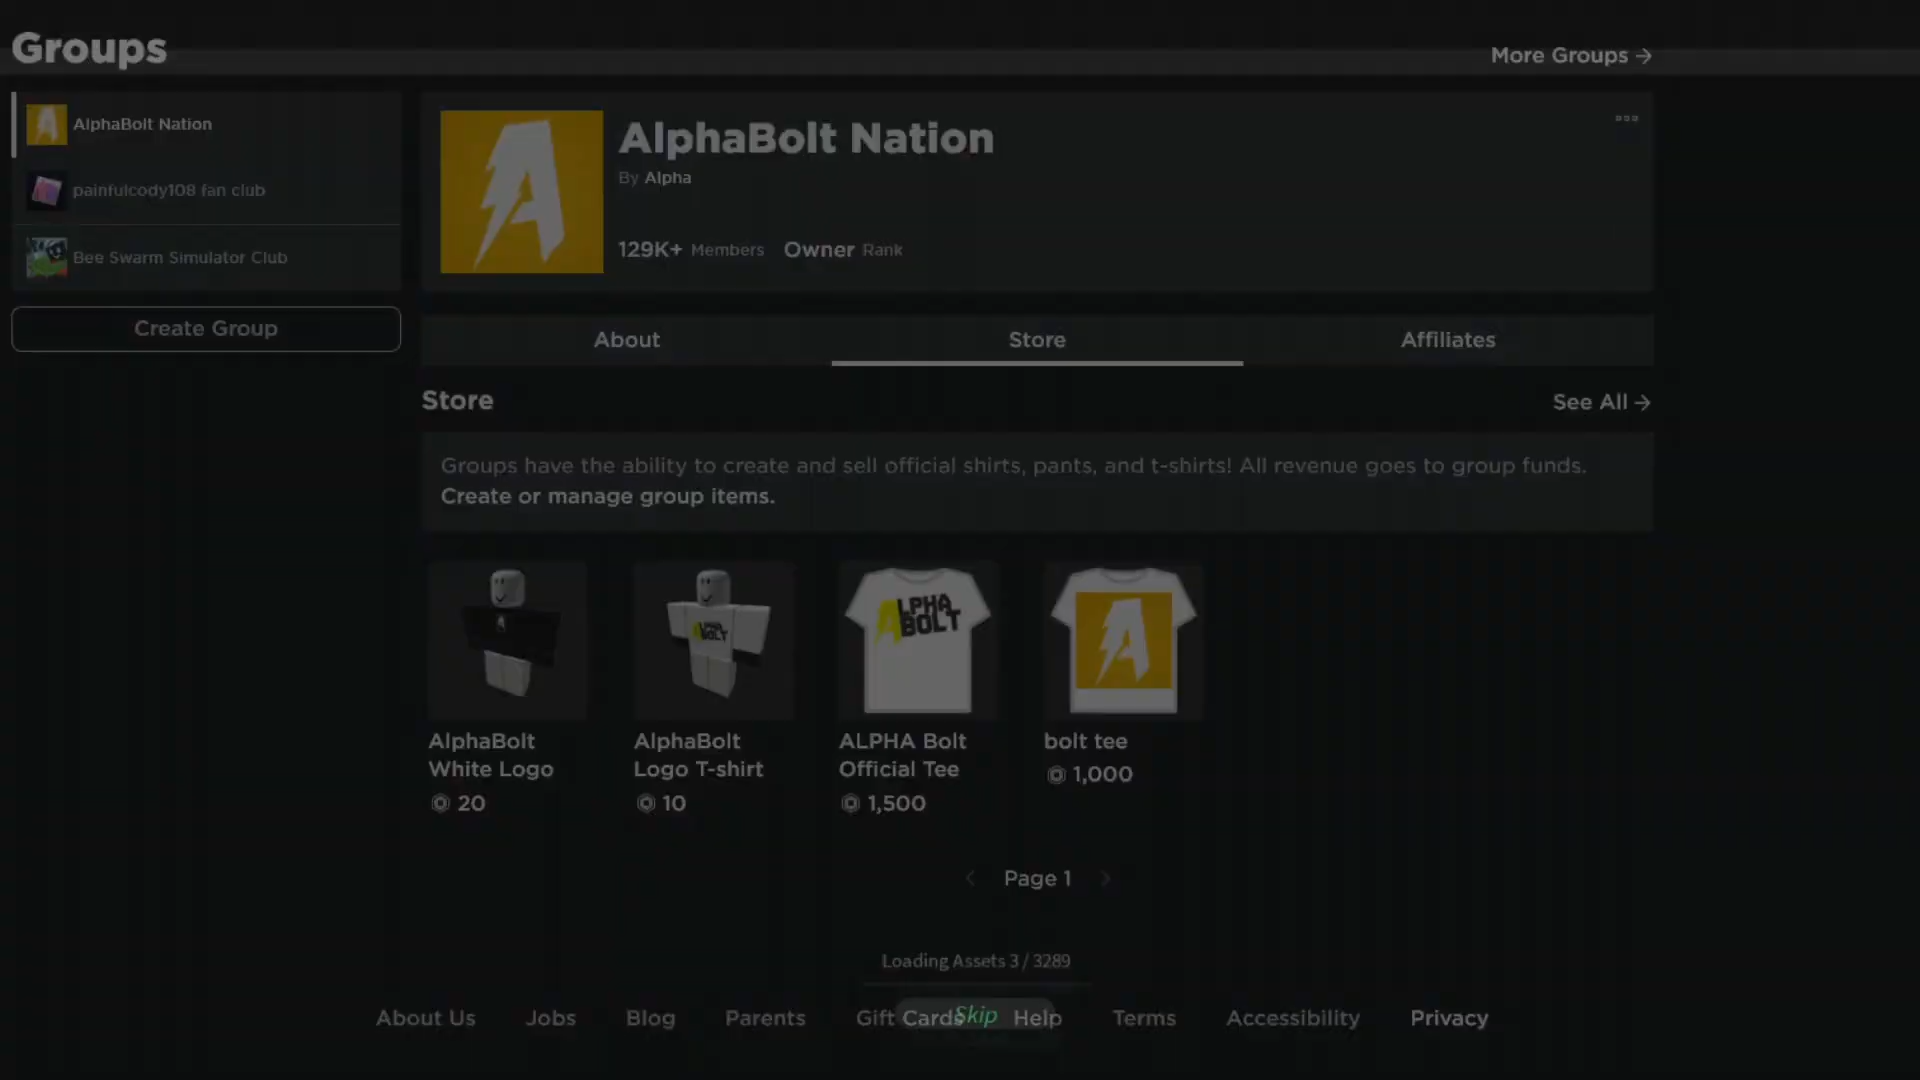 Groups
More Groups →
AlphaBolt Nation
painfulcody108 fan club
Bee Swarm Simulator Club
Create Group
AlphaBolt Nation
By Alpha
129K+ Members Owner Rank
About Store Affiliates
Store
See All →
Groups have the ability to create and sell official shirts, pants, and t-shirts! All revenue goes to group funds.
Create or manage group items.
ALPHA
BOLT
ALPHA
BOLT
A
AlphaBolt
White Logo
20
AlphaBolt
Logo T-shirt
10
ALPHA Bolt
Official Tee
1,500
bolt tee
1,000
< Page 1 >
Loading Assets 3 / 3289
Skip
About Us Jobs Blog Parents Gift Cards Help Terms Accessibility Privacy